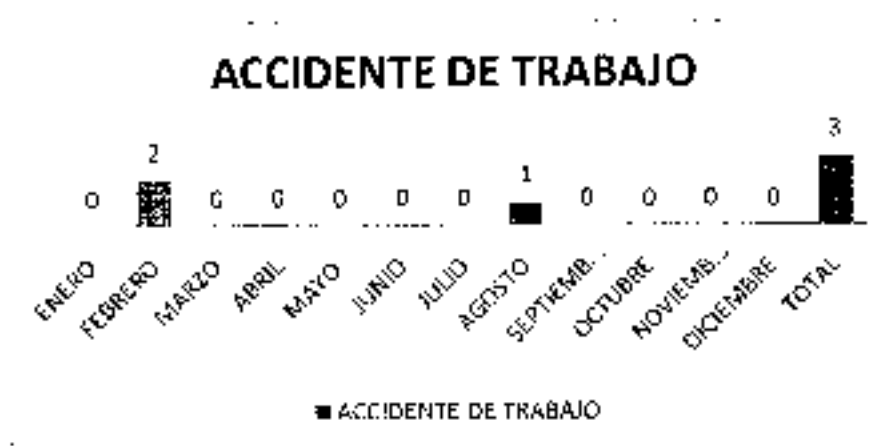 ACCIDENTE DE TRABAJO
3
2
1
0 0 0 0 0 0 0 0 0 0
ENERO FEBRERO MARZO ABRIL MAYO JUNIO JULIO AGOSTO SEPTIEMB... OCTUBRE NOVIEMB... DICIEMBRE TOTAL
ACCIDENTE DE TRABAJO